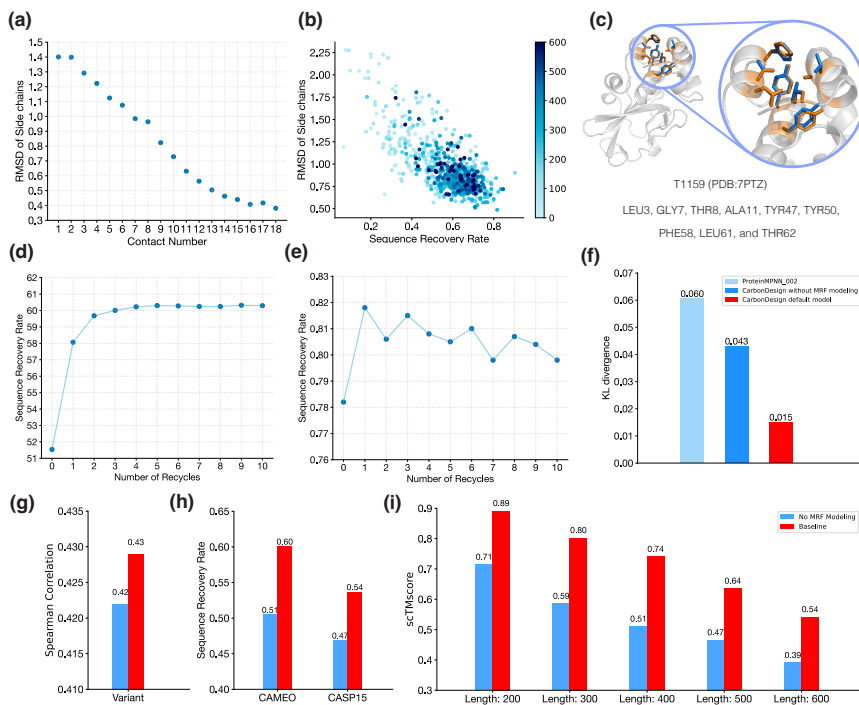 (a)
RMSD of Side chains
1.5
1.4
1.3
1.2
1.1
1.0
0.9
0.8
0.7
0.6
0.5
0.4
0.3
1 2 3 4 5 6 7 8 9 10 11 12 13 14 15 16 17 18
Contact Number
(b)
RMSD of Side chains
2.25
2.00
1.75
1.50
1.25
1.00
0.75
0.50
0.2 0.4 0.6 0.8
Sequence Recovery Rate
600
500
400
300
200
100
0
(c)
T1159 (PDB:7PTZ)
LEU3, GLY7, THR8, ALA11, TYR47, TYR50,
PHE58, LEU61, and THR62
(d)
Sequence Recovery Rate
62
61
60
59
58
57
56
55
54
53
52
51
0 1 2 3 4 5 6 7 8 9 10
Number of Recycles
(e)
Sequence Recovery Rate
0.83
0.82
0.81
0.80
0.79
0.78
0.77
0.76
0 1 2 3 4 5 6 7 8 9 10
Number of Recycles
(f)
KL divergence
0.07
0.06
0.05
0.04
0.03
0.02
0.01
0.00
ProteinMPNN_002
CarbonDesign without MRF modeling
CarbonDesign default model
0.060
0.043
0.015
(g)
Spearman Correlation
0.435
0.430
0.425
0.420
0.415
0.410
0.42
0.43
Variant
(h)
Sequence Recovery Rate
0.65
0.60
0.55
0.50
0.45
0.40
0.51
0.60
0.47
0.54
CAMEO CASP15
(i)
scTMscore
0.9
0.8
0.7
0.6
0.5
0.4
0.3
No MRF Modeling
Baseline
0.71
0.89
0.59
0.80
0.51
0.74
0.47
0.64
0.39
0.54
Length: 200 Length: 300 Length: 400 Length: 500 Length: 600